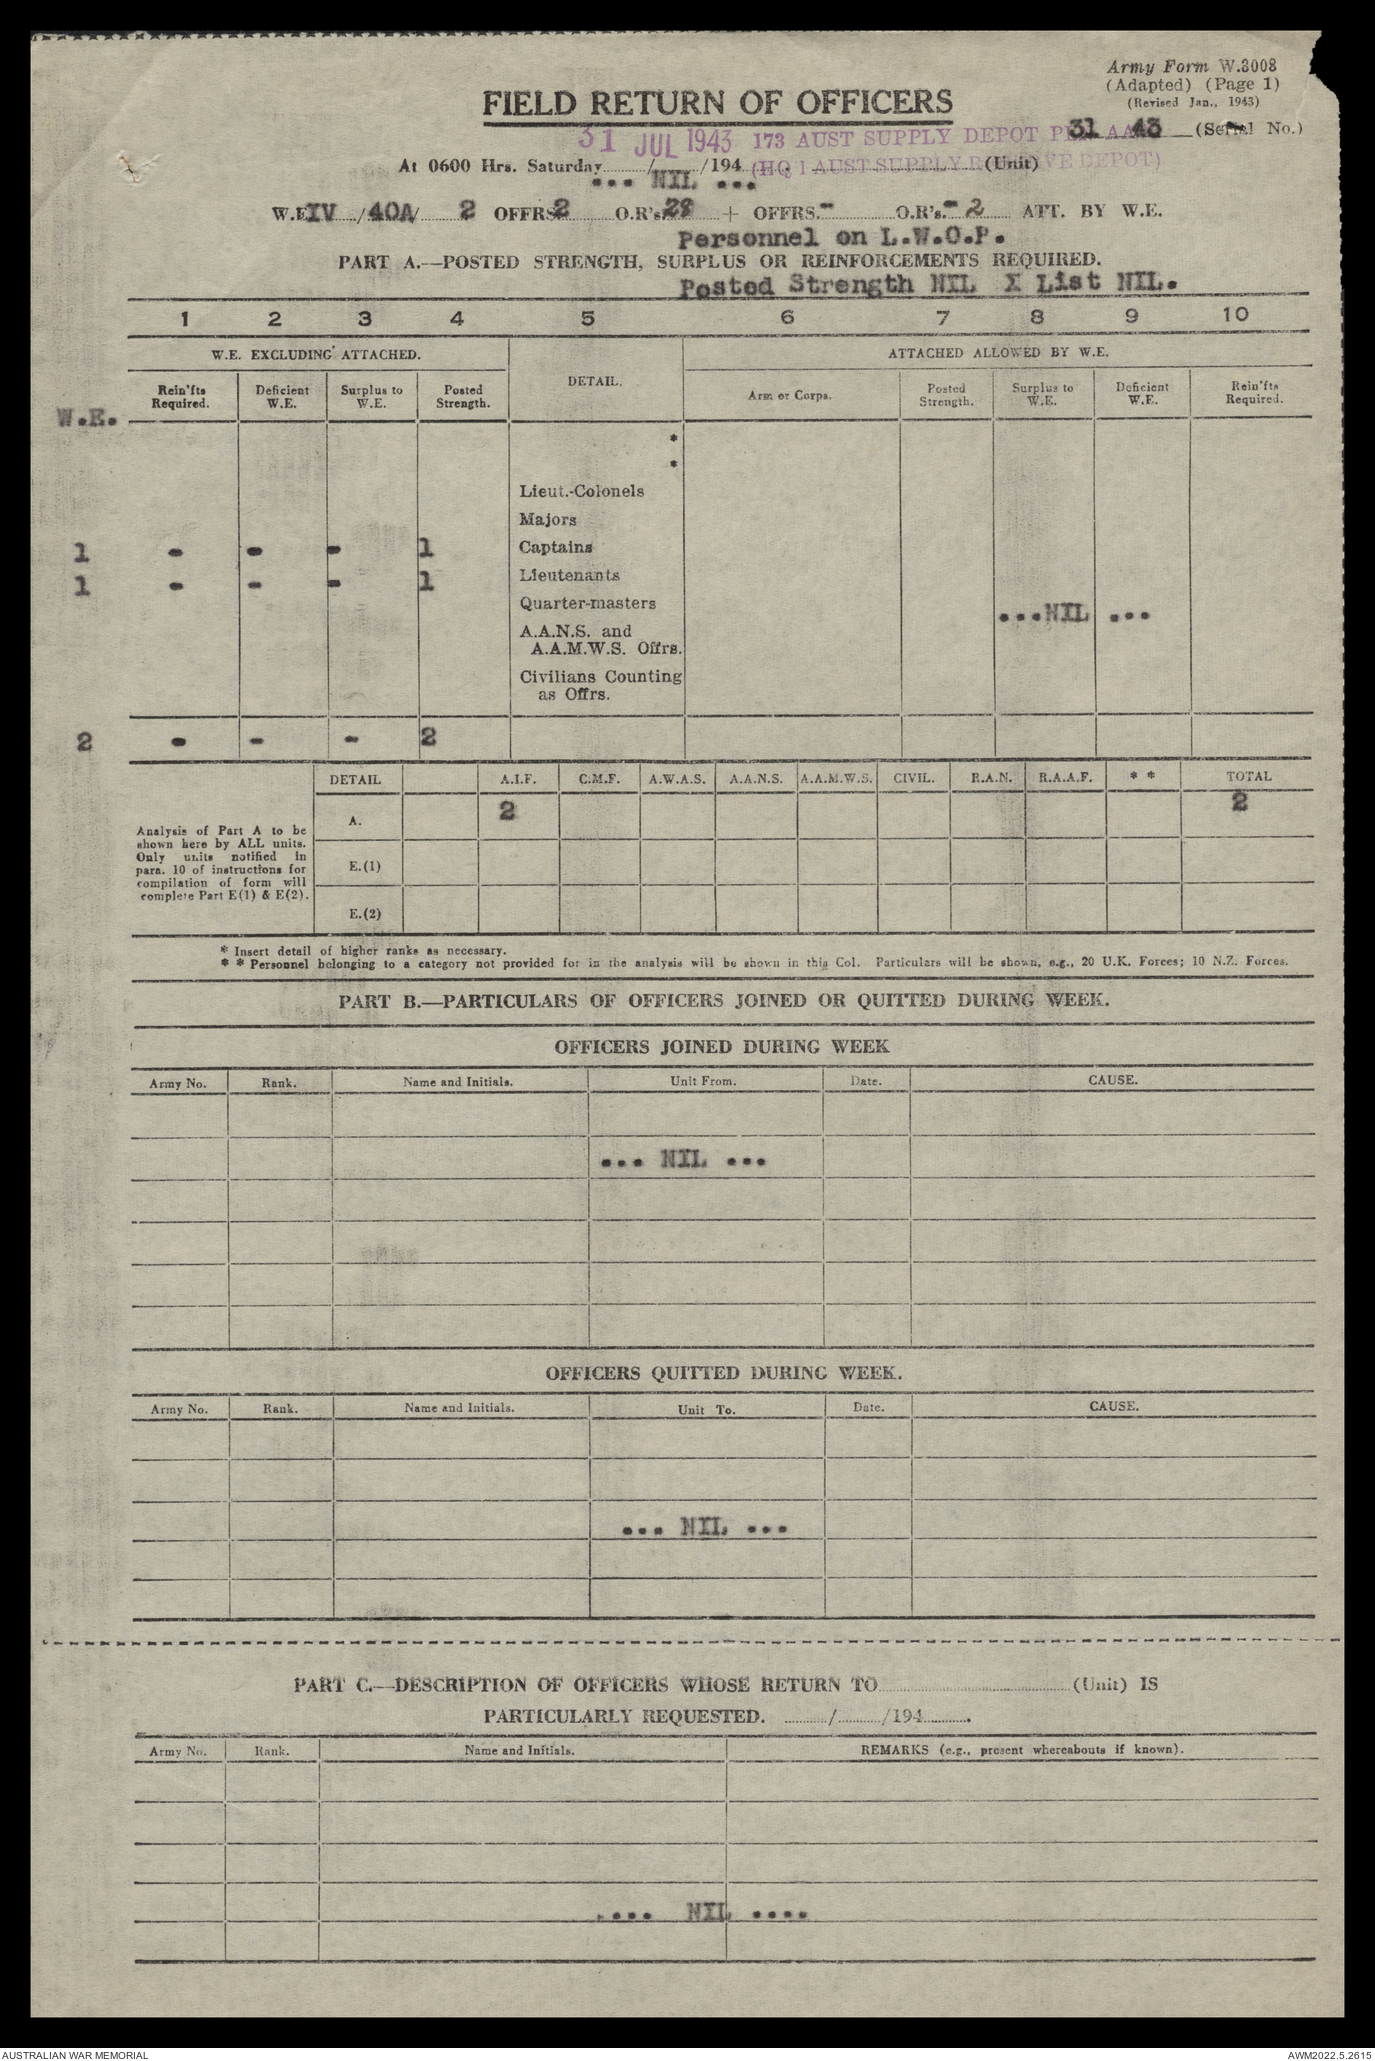 Army Form W.3008
(Adapted) (Page 1)
(Revised Jan., 1943)
FIELD RETURN OF OFFICERS
31 JUL 1943 173 AUST SUPPLY DEPOT 31 43 (Serial No.)
At 0600 Hrs. Saturday / /194 (HQ 1 AUST SUPPLY RESERVE DEPOT) (Unit)
... NIL ...
W.E. IV / 40A / 2 OFFRS. 2 O.R's. 28 + OFFRS. - O.R's. - 2 ATT. BY W.E.
Personnel on L.W.O.P.
PART A.—POSTED STRENGTH, SURPLUS OR REINFORCEMENTS REQUIRED.
Posted Strength NIL X List NIL.
1 2 3 4 5 6 7 8 9 10
W.E. EXCLUDING ATTACHED. DETAIL. ATTACHED ALLOWED BY W.E.
Rein'fts Required. Deficient W.E. Surplus to W.E. Posted Strength. Arm or Corps. Posted Strength. Surplus to W.E. Deficient W.E. Rein'fts Required.
W.E.
*
*
Lieut.-Colonels
Majors
1 - - - 1 Captains
1 - - - 1 Lieutenants
Quarter-masters
...NIL ...
A.A.N.S. and
A.A.M.W.S. Offrs.
Civilians Counting
as Offrs.
2 - - - 2
DETAIL A.I.F. C.M.F. A.W.A.S. A.A.N.S. A.A.M.W.S. CIVIL. R.A.N. R.A.A.F. * * TOTAL
A. 2 2
Analysis of Part A to be
shown here by ALL units.
Only units notified in
para. 10 of instructions for
compilation of form will
complete Part E(1) & E(2).
E.(1)
E.(2)
* Insert detail of higher ranks as necessary.
* * Personnel belonging to a category not provided for in the analysis will be shown in this Col. Particulars will be shown, e.g., 20 U.K. Forces; 10 N.Z. Forces.
PART B.—PARTICULARS OF OFFICERS JOINED OR QUITTED DURING WEEK.
OFFICERS JOINED DURING WEEK
Army No. Rank. Name and Initials. Unit From. Date. CAUSE.
... NIL ...
OFFICERS QUITTED DURING WEEK.
Army No. Rank. Name and Initials. Unit To. Date. CAUSE.
... NIL ...
PART C.—DESCRIPTION OF OFFICERS WHOSE RETURN TO (Unit) IS
PARTICULARLY REQUESTED. / /194 .
Army No. Rank. Name and Initials. REMARKS (e.g., present whereabouts if known).
.... NIL ....
AUSTRALIAN WAR MEMORIAL AWM2022.5.2615